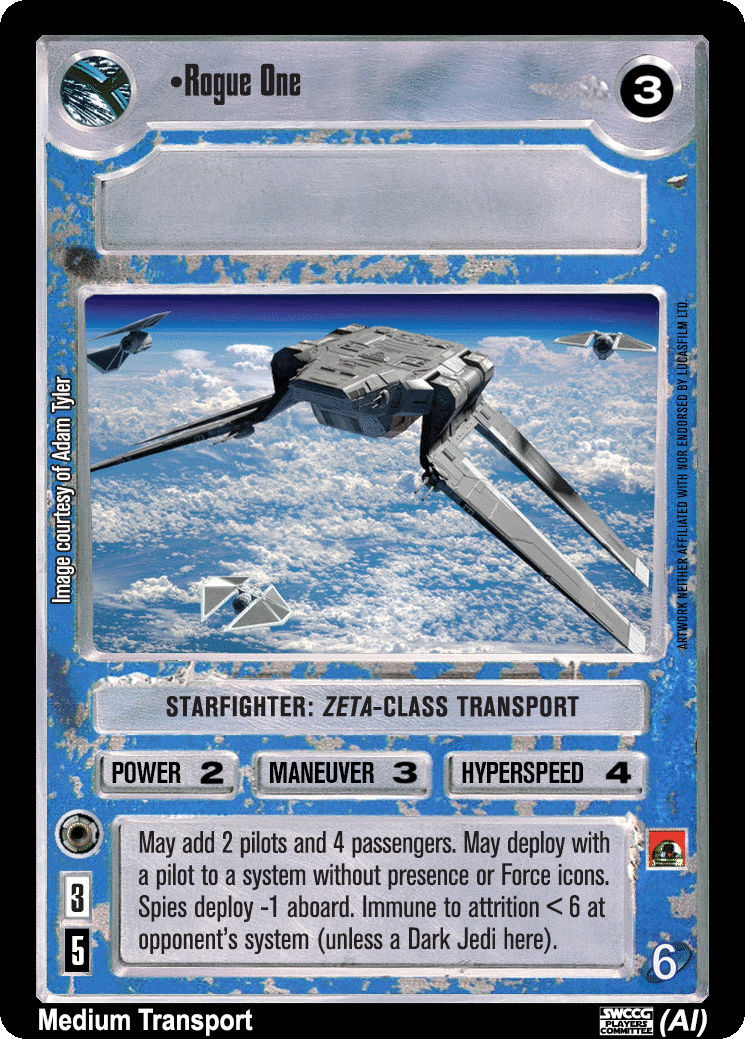 •Rogue One
3
Image courtesy of Adam Tyler
ARTWORK NEITHER AFFILIATED WITH NOR ENDORSED BY LUCASFILM LTD.
STARFIGHTER: ZETA-CLASS TRANSPORT
POWER 2 MANEUVER 3 HYPERSPEED 4
May add 2 pilots and 4 passengers. May deploy with
a pilot to a system without presence or Force icons.
Spies deploy -1 aboard. Immune to attrition < 6 at
opponent's system (unless a Dark Jedi here).
3
5
6
Medium Transport
SWCCG
PLAYERS
COMMITTEE
(AI)